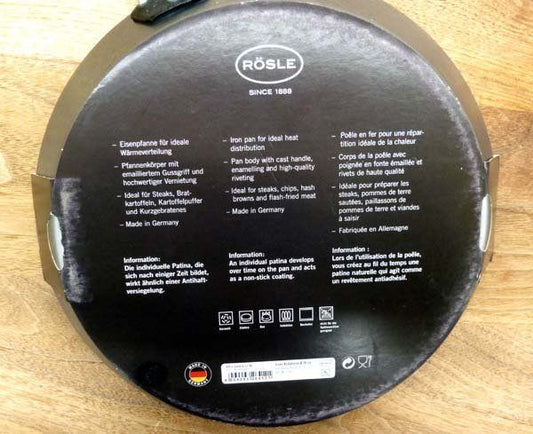 RÖSLE
SINCE 1888
– Eisenpfanne für ideale
Wärmeverteilung
– Pfannenkörper mit
emailliertem Gussgriff und
hochwertiger Vernietung
– Ideal für Steaks, Brat-
kartoffeln, Kartoffelpuffer
und Kurzgebratenes
– Made in Germany
Information:
Die individuelle Patina, die
sich nach einiger Zeit bildet,
wirkt ähnlich einer Antihaft-
versiegelung.
– Iron pan for ideal heat
distribution
– Pan body with cast handle,
enamelling and high-quality
riveting
– Ideal for steaks, chips, hash
browns and flash-fried meat
– Made in Germany
Information:
An individual patina develops
over time on the pan and acts
as a non-stick coating.
– Poêle en fer pour une répar-
tition idéale de la chaleur
– Corps de la poêle avec
poignée en fonte émaillée et
rivets de haute qualité
– Idéale pour préparer les
steaks, pommes de terre
sautées, paillassons de
pommes de terre et viandes
à saisir
– Fabriquée en Allemagne
Information :
Lors de l'utilisation de la poêle,
vous créez au fil du temps une
patine naturelle qui agit comme
un revêtement antiadhésif.
MADE IN
GERMANY